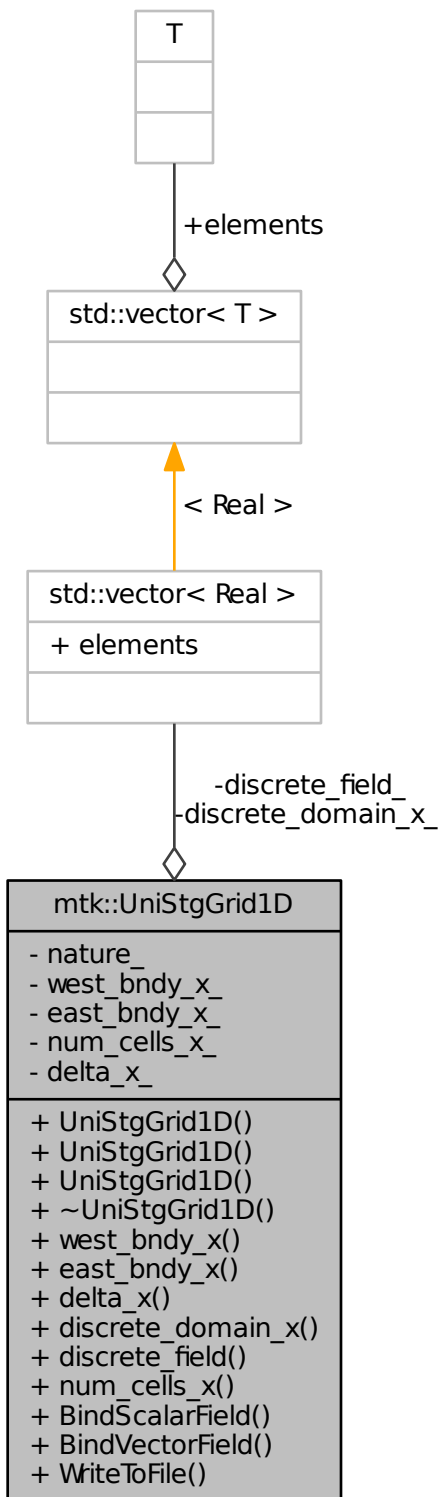 T
+elements
std::vector< T >
< Real >
std::vector< Real >
+ elements
-discrete_field_
-discrete_domain_x_
mtk::UniStgGrid1D
- nature_
- west_bndy_x_
- east_bndy_x_
- num_cells_x_
- delta_x_
+ UniStgGrid1D()
+ UniStgGrid1D()
+ UniStgGrid1D()
+ ~UniStgGrid1D()
+ west_bndy_x()
+ east_bndy_x()
+ delta_x()
+ discrete_domain_x()
+ discrete_field()
+ num_cells_x()
+ BindScalarField()
+ BindVectorField()
+ WriteToFile()